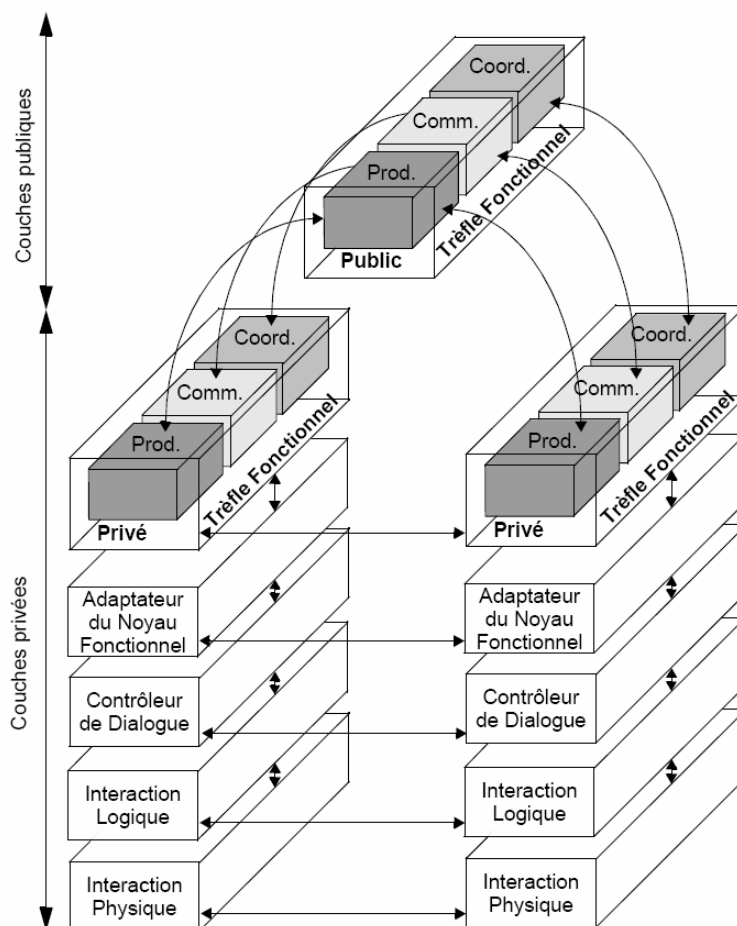 Couches publiques
Coord.
Comm.
Prod.
Public
Trèfle Fonctionnel
Couches privées
Coord.
Comm.
Prod.
Privé
Trèfle Fonctionnel
Adaptateur
du Noyau
Fonctionnel
Contrôleur
de Dialogue
Interaction
Logique
Interaction
Physique
Coord.
Comm.
Prod.
Privé
Trèfle Fonctionnel
Adaptateur
du Noyau
Fonctionnel
Contrôleur
de Dialogue
Interaction
Logique
Interaction
Physique